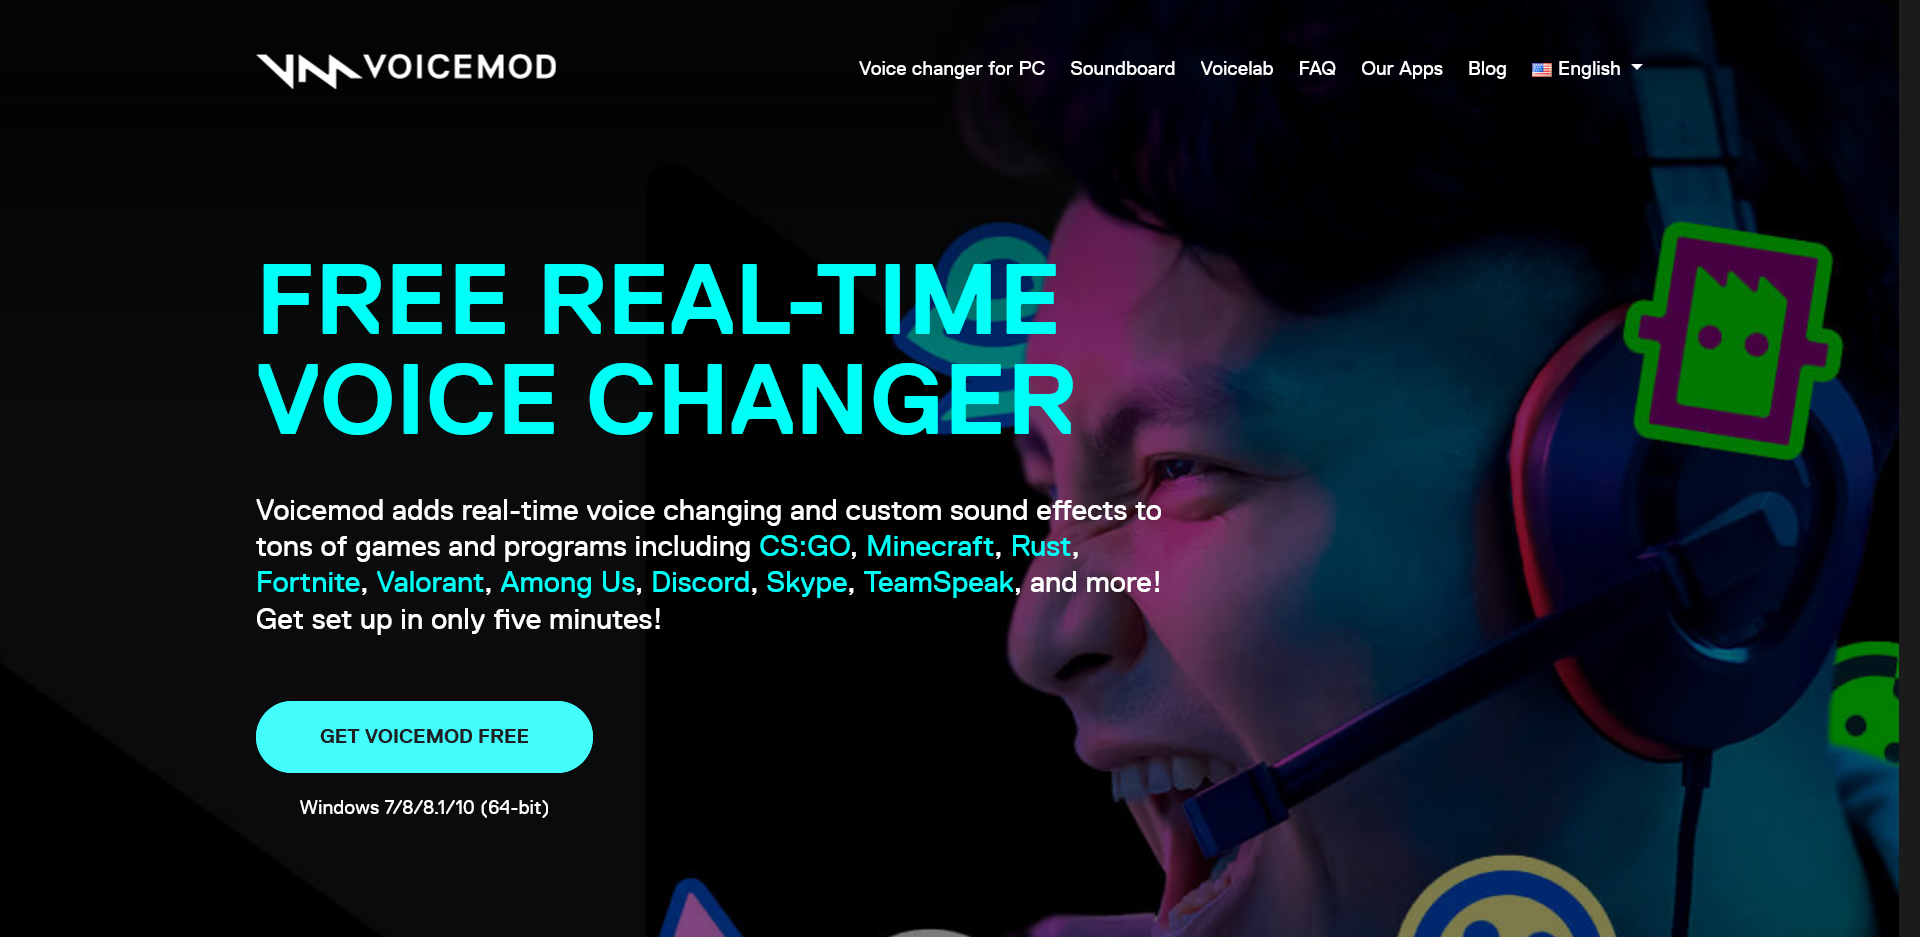 VOICEMOD
Voice changer for PC Soundboard Voicelab FAQ Our Apps Blog English
FREE REAL-TIME
VOICE CHANGER
Voicemod adds real-time voice changing and custom sound effects to
tons of games and programs including CS:GO, Minecraft, Rust,
Fortnite, Valorant, Among Us, Discord, Skype, TeamSpeak, and more!
Get set up in only five minutes!
GET VOICEMOD FREE
Windows 7/8/8.1/10 (64-bit)